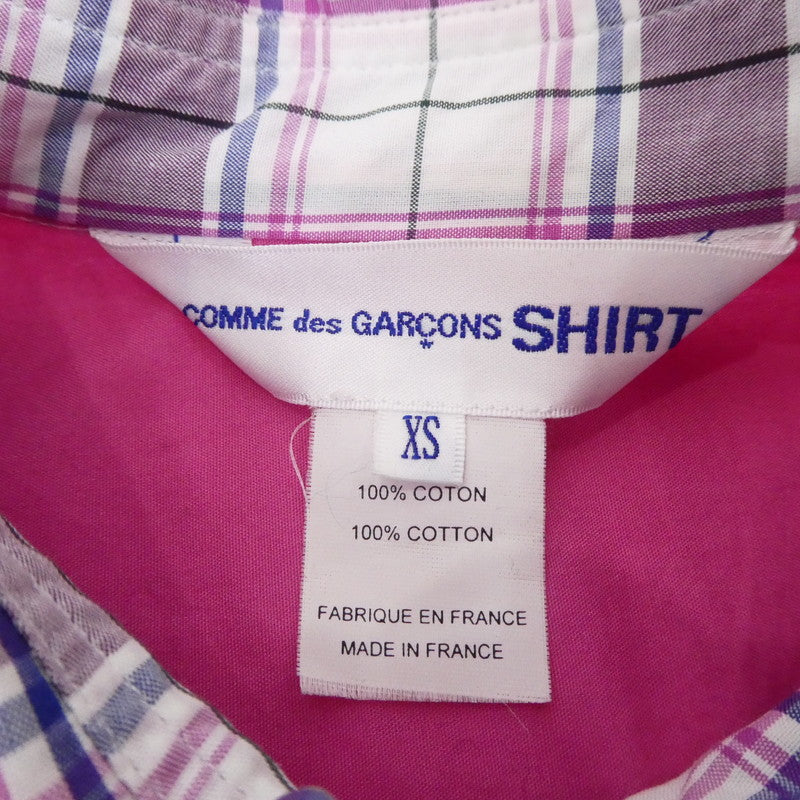 COMME des GARÇONS SHIRT
*
XS
100% COTON
100% COTTON
FABRIQUE EN FRANCE
MADE IN FRANCE